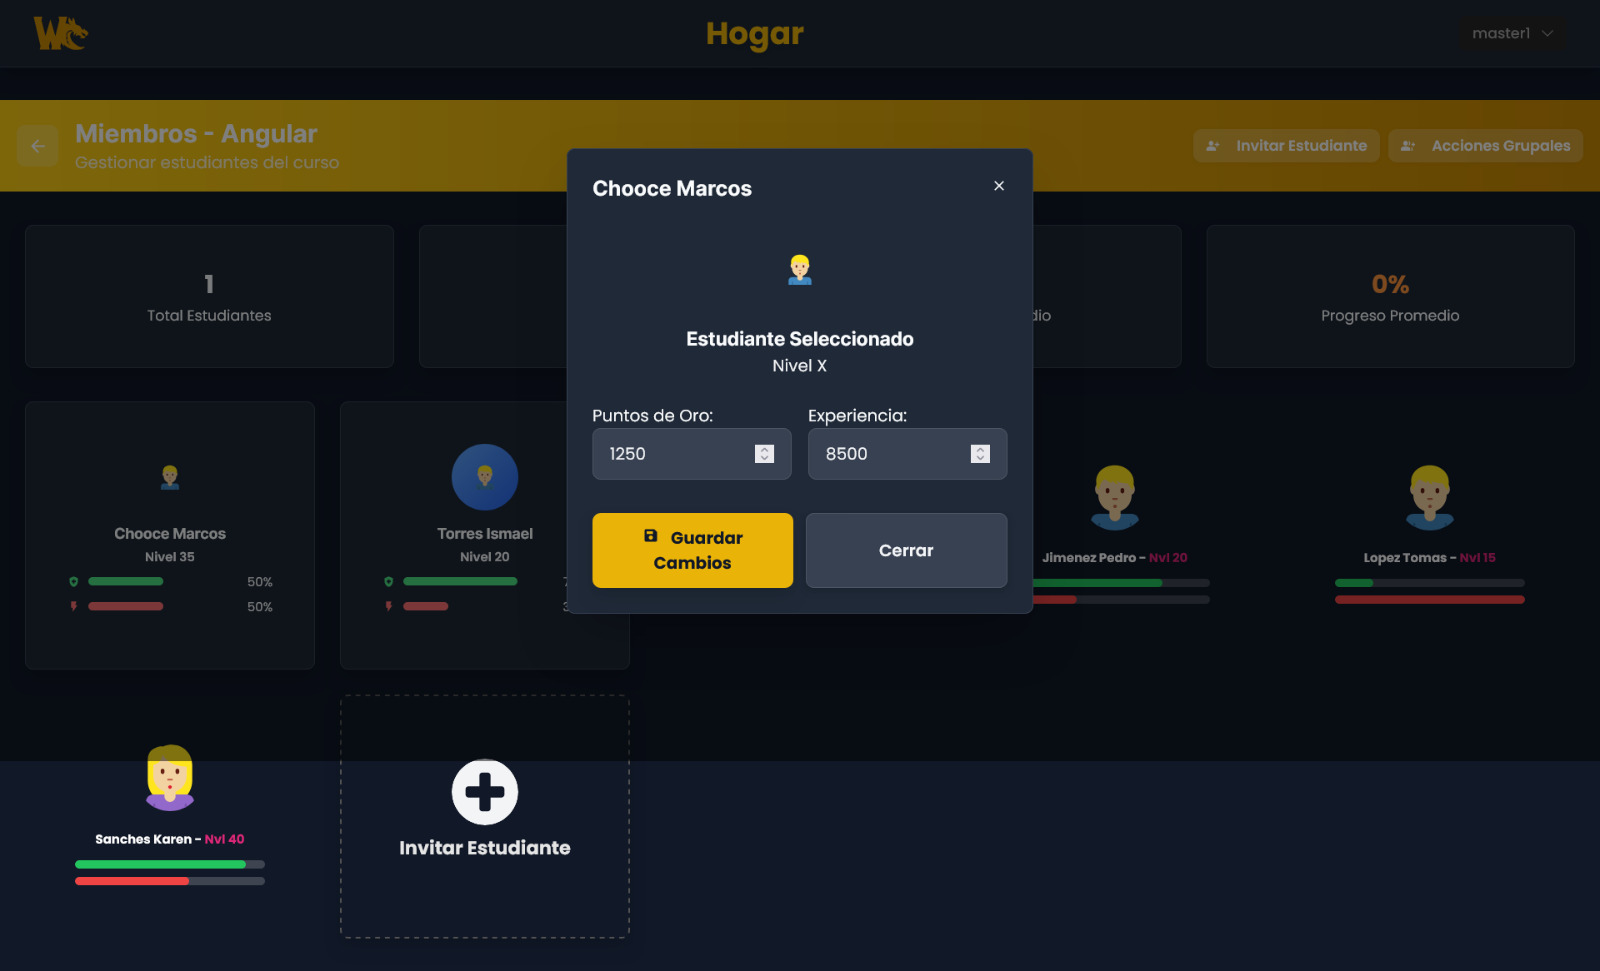 Hogar
master1
Miembros - Angular
Gestionar estudiantes del curso
Invitar Estudiante
Acciones Grupales
Chooce Marcos
Estudiante Seleccionado
Nivel X
Puntos de Oro:
Experiencia:
1250
8500
Guardar
Cambios
Cerrar
1
Total Estudiantes
0%
Progreso Promedio
Chooce Marcos
Nivel 35
50%
50%
Torres Ismael
Nivel 20
Jimenez Pedro - Nvl 20
Lopez Tomas - Nvl 15
Sanches Karen - Nvl 40
Invitar Estudiante